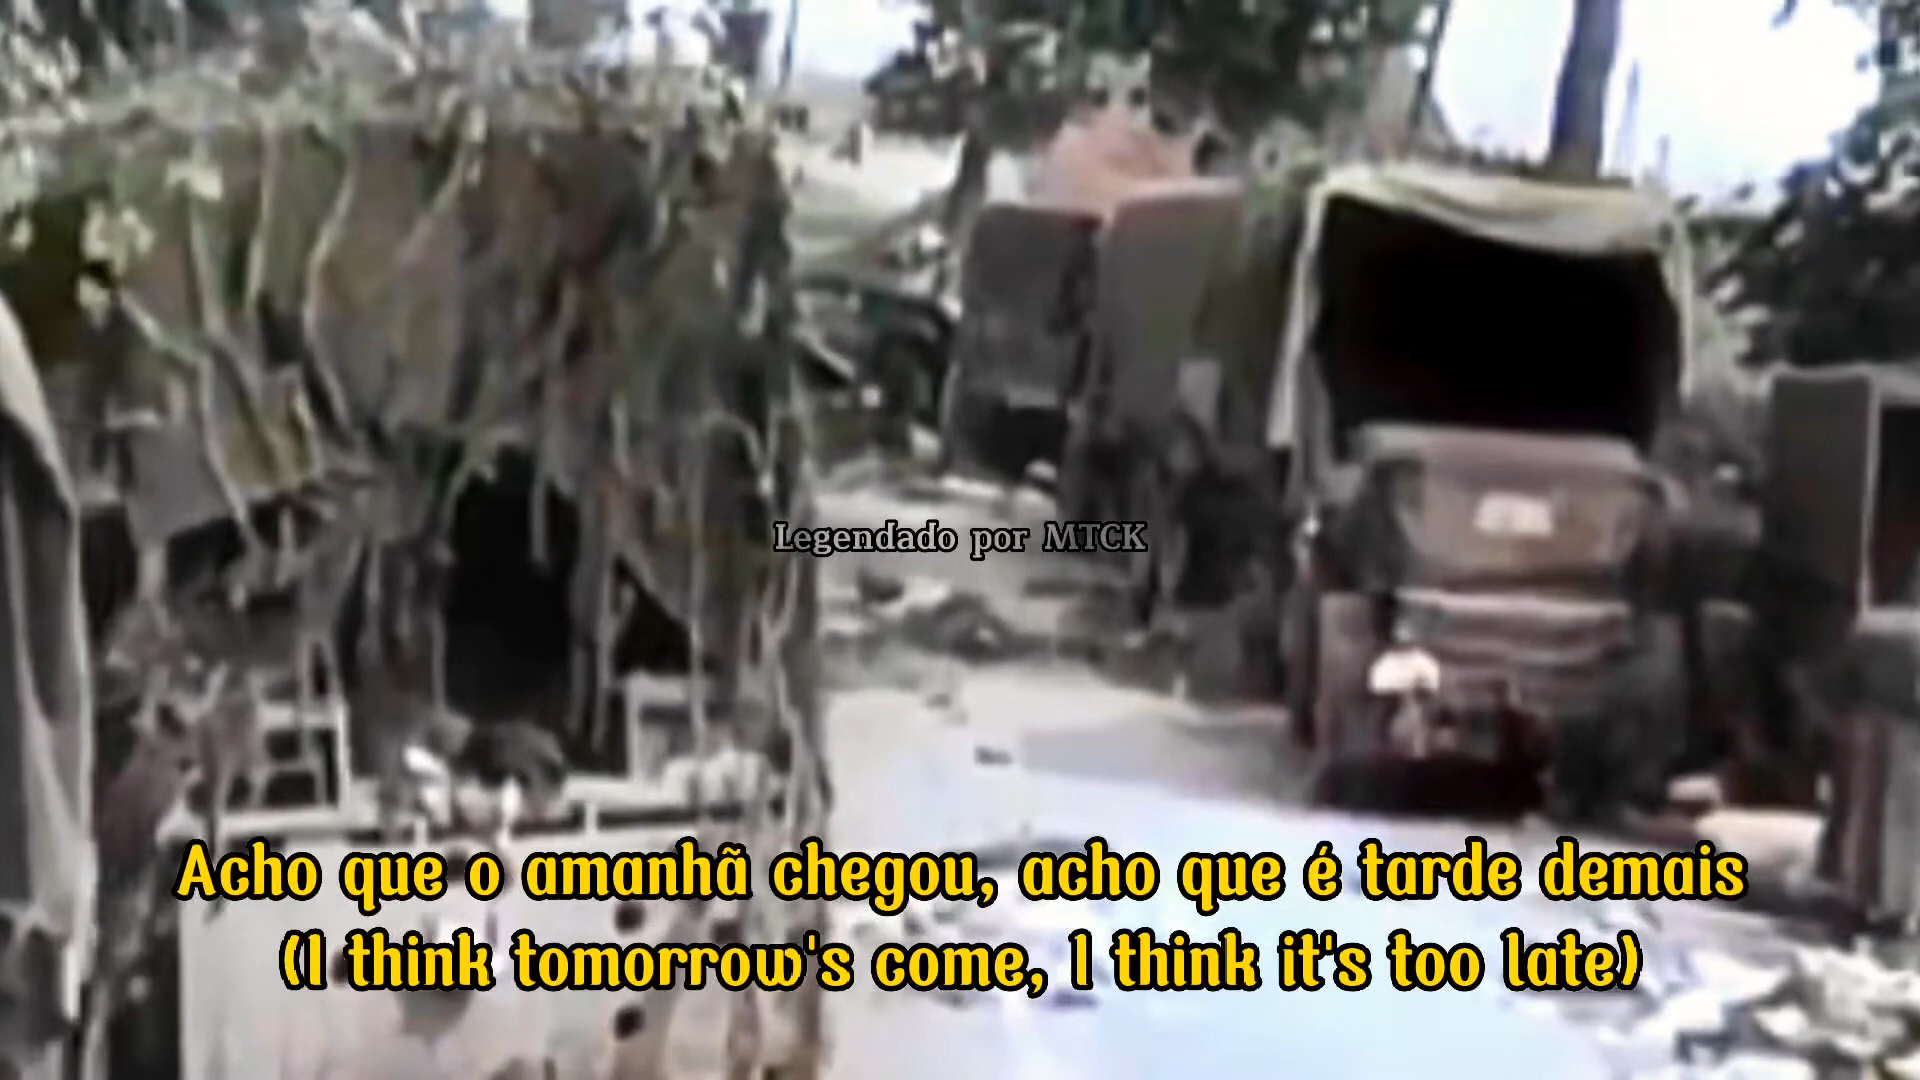 Legendado por MTCK
Acho que o amanhã chegou, acho que é tarde demais
(I think tomorrow's come, I think it's too late)